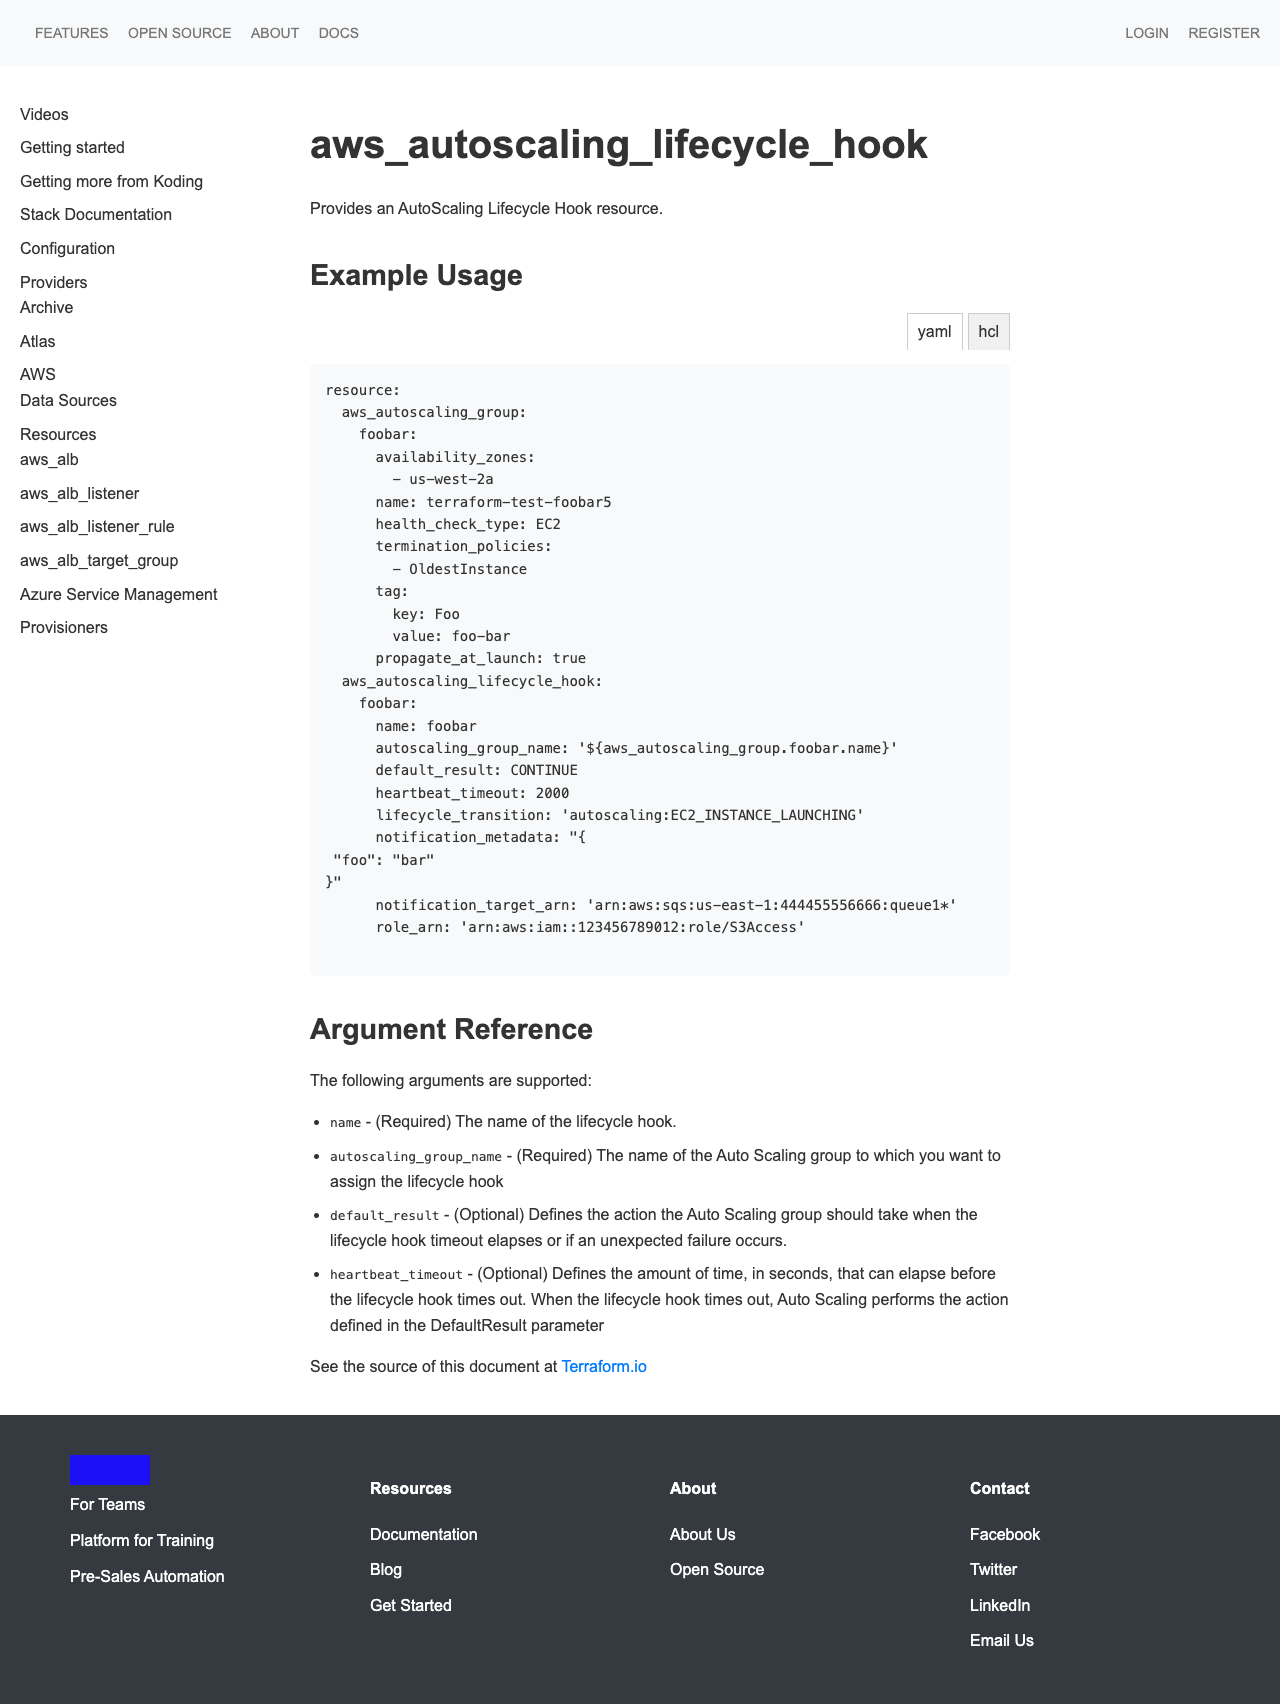 FEATURES OPEN SOURCE ABOUT DOCS LOGIN REGISTER
Videos
Getting started
Getting more from Koding
Stack Documentation
Configuration
Providers
Archive
Atlas
AWS
Data Sources
Resources
aws_alb
aws_alb_listener
aws_alb_listener_rule
aws_alb_target_group
Azure Service Management
Provisioners
aws_autoscaling_lifecycle_hook
Provides an AutoScaling Lifecycle Hook resource.
Example Usage
yaml hcl
resource:
  aws_autoscaling_group:
    foobar:
      availability_zones:
        - us-west-2a
      name: terraform-test-foobar5
      health_check_type: EC2
      termination_policies:
        - OldestInstance
      tag:
        key: Foo
        value: foo-bar
      propagate_at_launch: true
  aws_autoscaling_lifecycle_hook:
    foobar:
      name: foobar
      autoscaling_group_name: '${aws_autoscaling_group.foobar.name}'
      default_result: CONTINUE
      heartbeat_timeout: 2000
      lifecycle_transition: 'autoscaling:EC2_INSTANCE_LAUNCHING'
      notification_metadata: "{
 "foo": "bar"
}"
      notification_target_arn: 'arn:aws:sqs:us-east-1:444455556666:queue1*'
      role_arn: 'arn:aws:iam::123456789012:role/S3Access'
Argument Reference
The following arguments are supported:
• name - (Required) The name of the lifecycle hook.
• autoscaling_group_name - (Required) The name of the Auto Scaling group to which you want to
assign the lifecycle hook
• default_result - (Optional) Defines the action the Auto Scaling group should take when the
lifecycle hook timeout elapses or if an unexpected failure occurs.
• heartbeat_timeout - (Optional) Defines the amount of time, in seconds, that can elapse before
the lifecycle hook times out. When the lifecycle hook times out, Auto Scaling performs the action
defined in the DefaultResult parameter
See the source of this document at Terraform.io
For Teams
Platform for Training
Pre-Sales Automation
Resources
Documentation
Blog
Get Started
About
About Us
Open Source
Contact
Facebook
Twitter
LinkedIn
Email Us